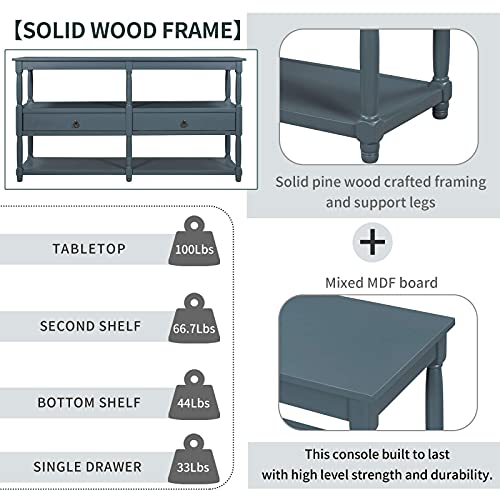 【SOLID WOOD FRAME】
TABLETOP 100Lbs
SECOND SHELF 66.7Lbs
BOTTOM SHELF 44Lbs
SINGLE DRAWER 33Lbs
Solid pine wood crafted framing
and support legs
+
Mixed MDF board
This console built to last
with high level strength and durability.